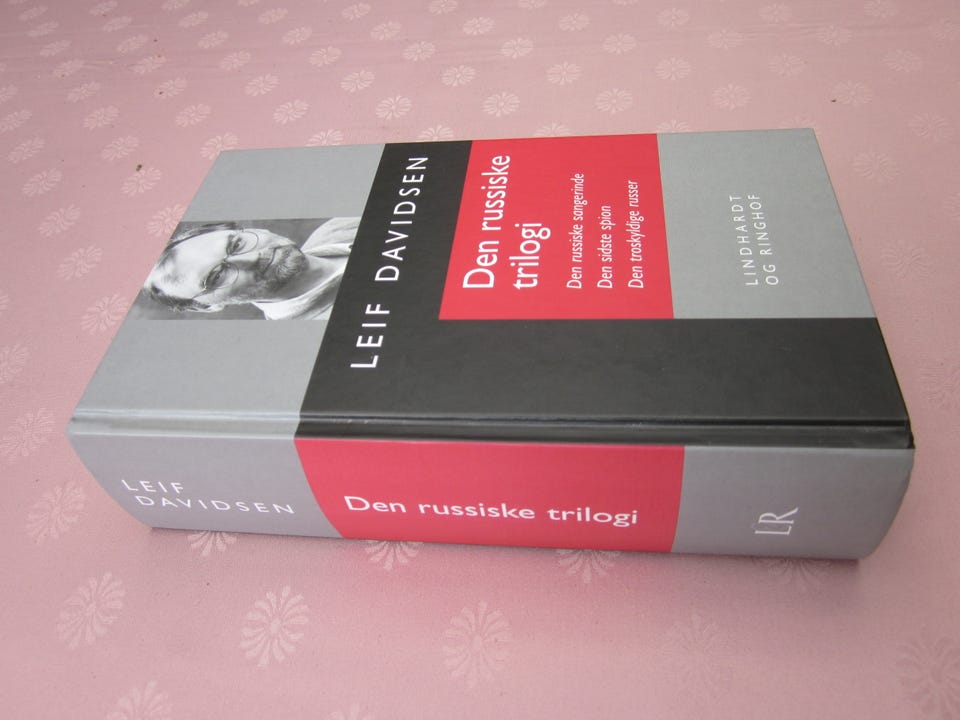 LEIF DAVIDSEN
Den russiske
trilogi
Den russiske sangerinde
Den sidste spion
Den troskyldige russer
LINDHARDT
OG RINGHOF
LEIF
DAVIDSEN
Den russiske trilogi
LR